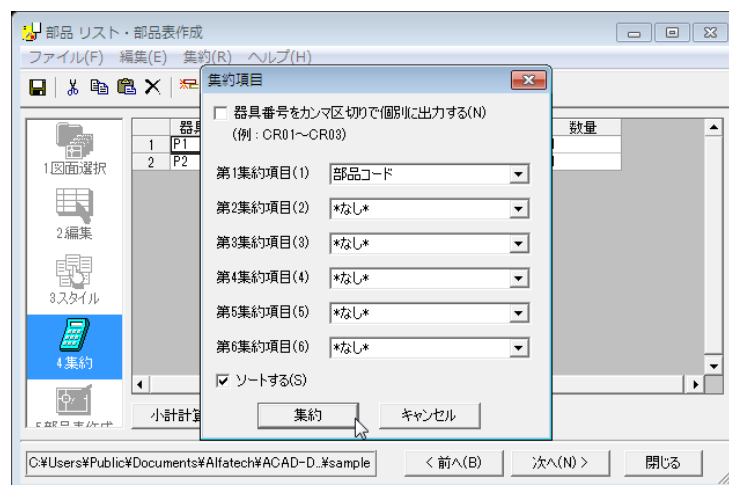 部品 リスト・部品表作成
ファイル(F) 編集(E) 集約(R) ヘルプ(H)
集約項目
器具番号をカンマ区切りで個別に出力する(N)
(例 : CR01～CR03)
第1集約項目(1) 部品コード
第2集約項目(2) *なし*
第3集約項目(3) *なし*
第4集約項目(4) *なし*
第5集約項目(5) *なし*
第6集約項目(6) *なし*
ソートする(S)
集約 キャンセル
数量
1 P1
2 P2
1図面選択
2.編集
3.スタイル
4.集約
小計計算
C:¥Users¥Public¥Documents¥Alfatech¥ACAD-D...¥sample
< 前へ(B) 次へ(N) > 閉じる